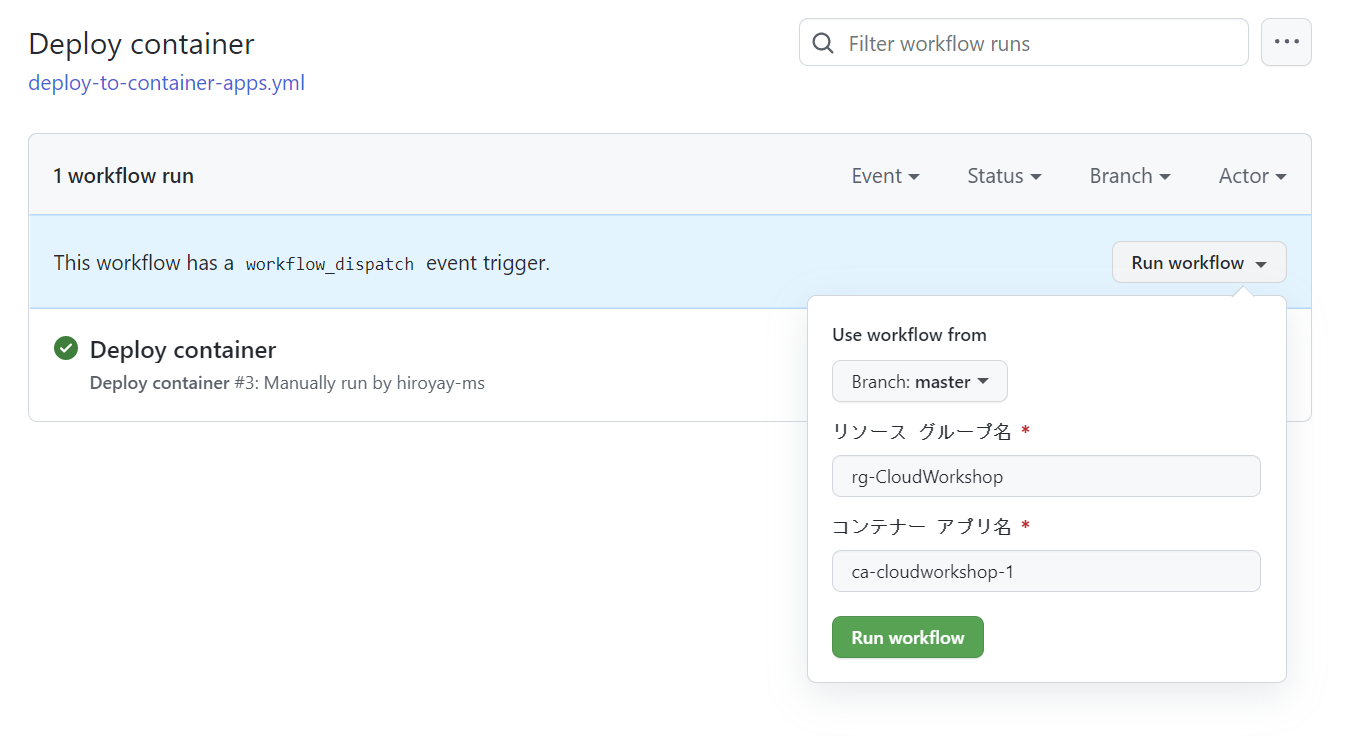 Deploy container
Filter workflow runs
deploy-to-container-apps.yml
1 workflow run
Event
Status
Branch
Actor
This workflow has a workflow_dispatch event trigger.
Run workflow
Deploy container
Deploy container #3: Manually run by hiroyay-ms
Use workflow from
Branch: master
リソース グループ名 *
rg-CloudWorkshop
コンテナー アプリ名 *
ca-cloudworkshop-1
Run workflow